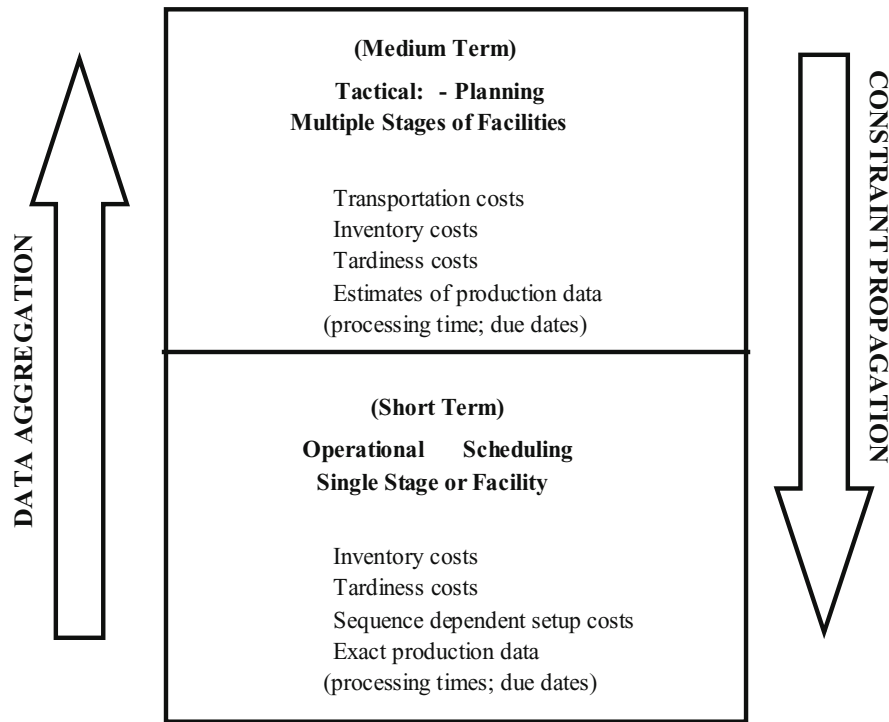 (Medium Term)
Tactical: - Planning
Multiple Stages of Facilities
Transportation costs
Inventory costs
Tardiness costs
Estimates of production data
(processing time; due dates)
(Short Term)
Operational Scheduling
Single Stage or Facility
Inventory costs
Tardiness costs
Sequence dependent setup costs
Exact production data
(processing times; due dates)
DATA AGGREGATION
CONSTRAINT PROPAGATION